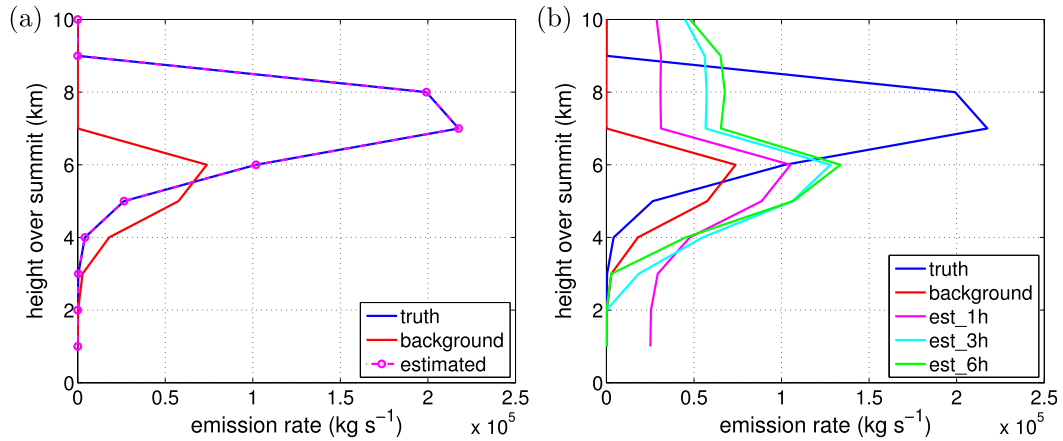 (a)
height over summit (km)
10
8
6
4
2
0
0
0.5
1
1.5
2
2.5
x 10⁵
emission rate (kg s⁻¹)
truth
background
estimated
(b)
height over summit (km)
10
8
6
4
2
0
0
0.5
1
1.5
2
2.5
x 10⁵
emission rate (kg s⁻¹)
truth
background
est_1h
est_3h
est_6h